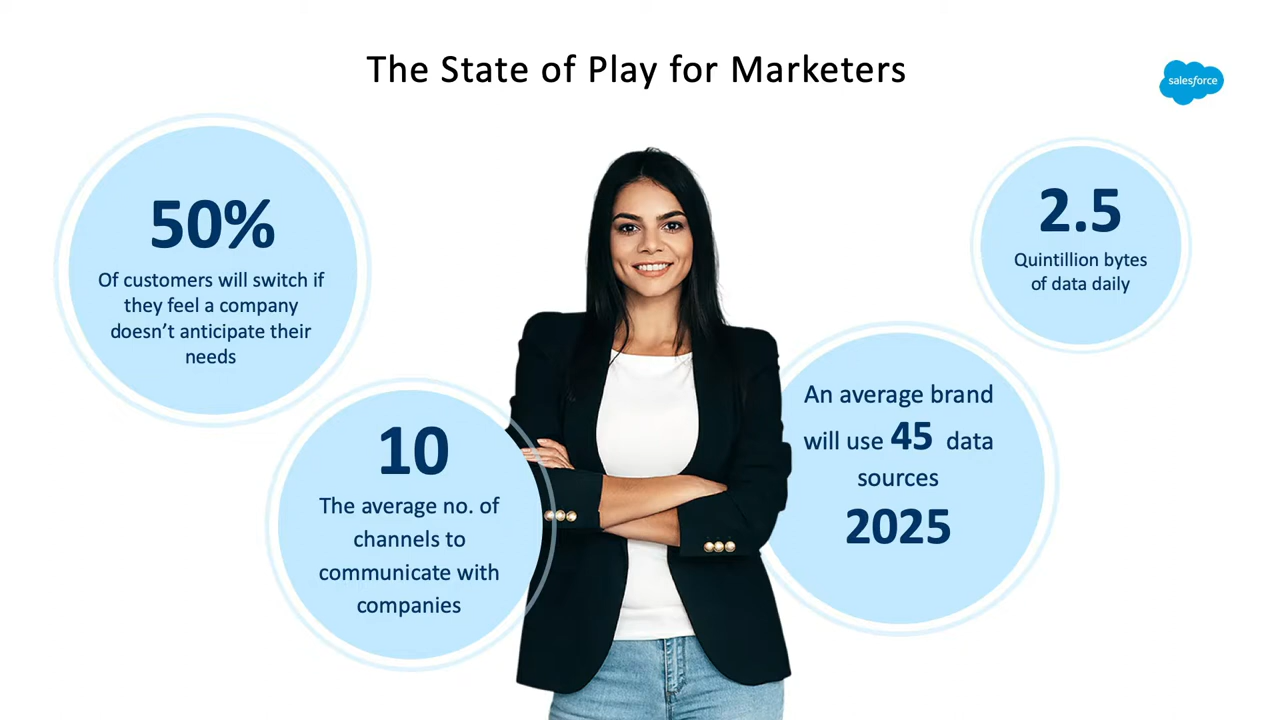 The State of Play for Marketers
salesforce
50%
Of customers will switch if
they feel a company
doesn’t anticipate their
needs
10
The average no. of
channels to
communicate with
companies
2.5
Quintillion bytes
of data daily
An average brand
will use 45 data
sources
2025